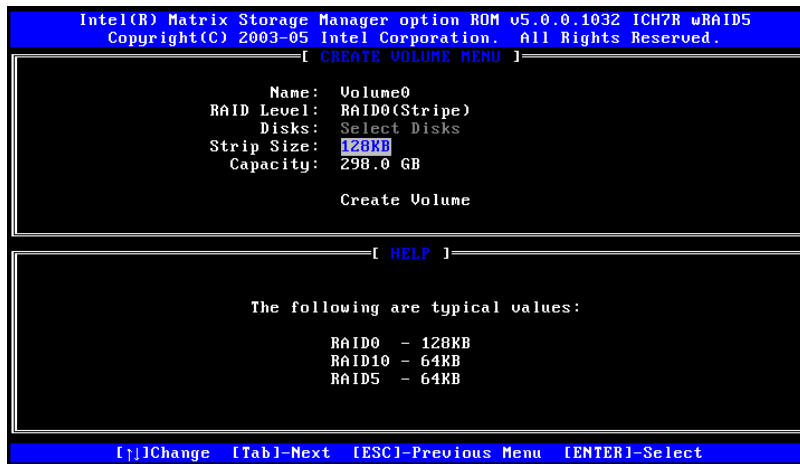 Intel(R) Matrix Storage Manager option ROM v5.0.0.1032 ICH7R wRAID5
Copyright(C) 2003-05 Intel Corporation. All Rights Reserved.
[ CREATE VOLUME MENU ]
Name: Volume0
RAID Level: RAID0(Stripe)
Disks: Select Disks
Strip Size: 128KB
Capacity: 298.0 GB
Create Volume
[ HELP ]
The following are typical values:
RAID0 - 128KB
RAID10 - 64KB
RAID5 - 64KB
[↑↓]Change [Tab]-Next [ESC]-Previous Menu [ENTER]-Select